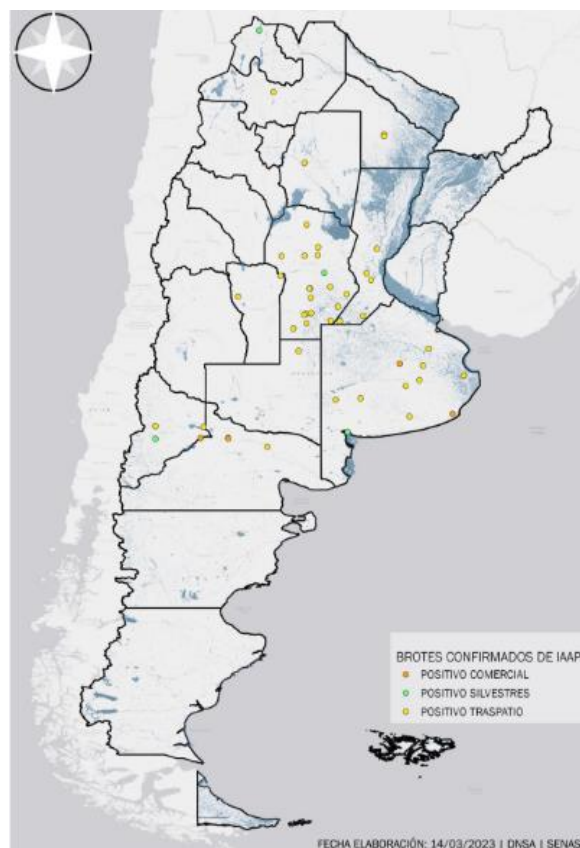 BROTES CONFIRMADOS DE IAAP
POSITIVO COMERCIAL
POSITIVO SILVESTRES
POSITIVO TRASPATIO
FECHA ELABORACIÓN: 14/03/2023 | DNSA | SENAS